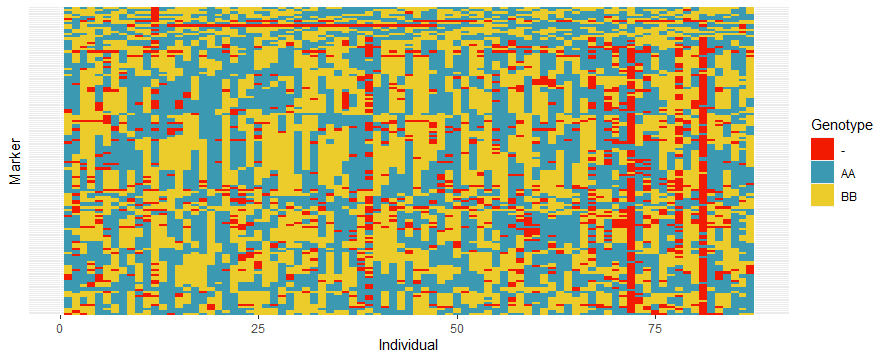 Marker
Genotype
-
AA
BB
0
25
50
75
Individual